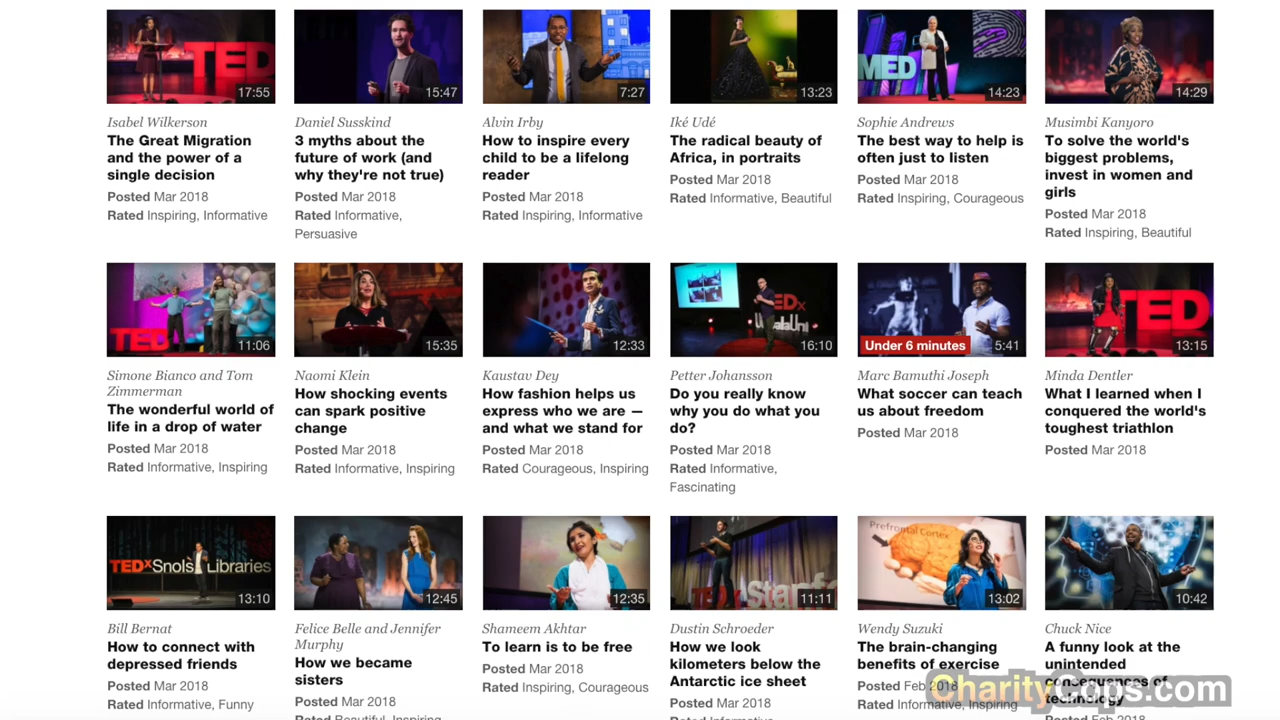 TED
17:55
15:47
7:27
13:23
MED
14:23
14:29
Isabel Wilkerson
The Great Migration
and the power of a
single decision
Posted Mar 2018
Rated Inspiring, Informative
Daniel Susskind
3 myths about the
future of work (and
why they're not true)
Posted Mar 2018
Rated Informative,
Persuasive
Alvin Irby
How to inspire every
child to be a lifelong
reader
Posted Mar 2018
Rated Inspiring, Informative
Iké Udé
The radical beauty of
Africa, in portraits
Posted Mar 2018
Rated Informative, Beautiful
Sophie Andrews
The best way to help is
often just to listen
Posted Mar 2018
Rated Inspiring, Courageous
Musimbi Kanyoro
To solve the world's
biggest problems,
invest in women and
girls
Posted Mar 2018
Rated Inspiring, Beautiful
TED
11:06
15:35
12:33
EDx
16:10
Under 6 minutes
5:41
TED
13:15
Simone Bianco and Tom
Zimmerman
The wonderful world of
life in a drop of water
Posted Mar 2018
Rated Informative, Inspiring
Naomi Klein
How shocking events
can spark positive
change
Posted Mar 2018
Rated Informative, Inspiring
Kaustav Dey
How fashion helps us
express who we are —
and what we stand for
Posted Mar 2018
Rated Courageous, Inspiring
Petter Johansson
Do you really know
why you do what you
do?
Posted Mar 2018
Rated Informative,
Fascinating
Marc Bamuthi Joseph
What soccer can teach
us about freedom
Posted Mar 2018
Minda Dentler
What I learned when I
conquered the world's
toughest triathlon
Posted Mar 2018
TEDxSnoIsLibraries
13:10
12:45
12:35
TEDxStanf
11:11
Prefrontal Cortex
13:02
10:42
Bill Bernat
How to connect with
depressed friends
Posted Mar 2018
Rated Informative, Funny
Felice Belle and Jennifer
Murphy
How we became
sisters
Posted Mar 2018
Rated Beautiful, Inspiring
Shameem Akhtar
To learn is to be free
Posted Mar 2018
Rated Inspiring, Courageous
Dustin Schroeder
How we look
kilometers below the
Antarctic ice sheet
Posted Mar 2018
Rated Informative
Wendy Suzuki
The brain-changing
benefits of exercise
Posted Feb 2018
Rated Informative, Inspiring
Chuck Nice
A funny look at the
unintended
consequences of
technology
Posted Feb 2018
CharityCops.com